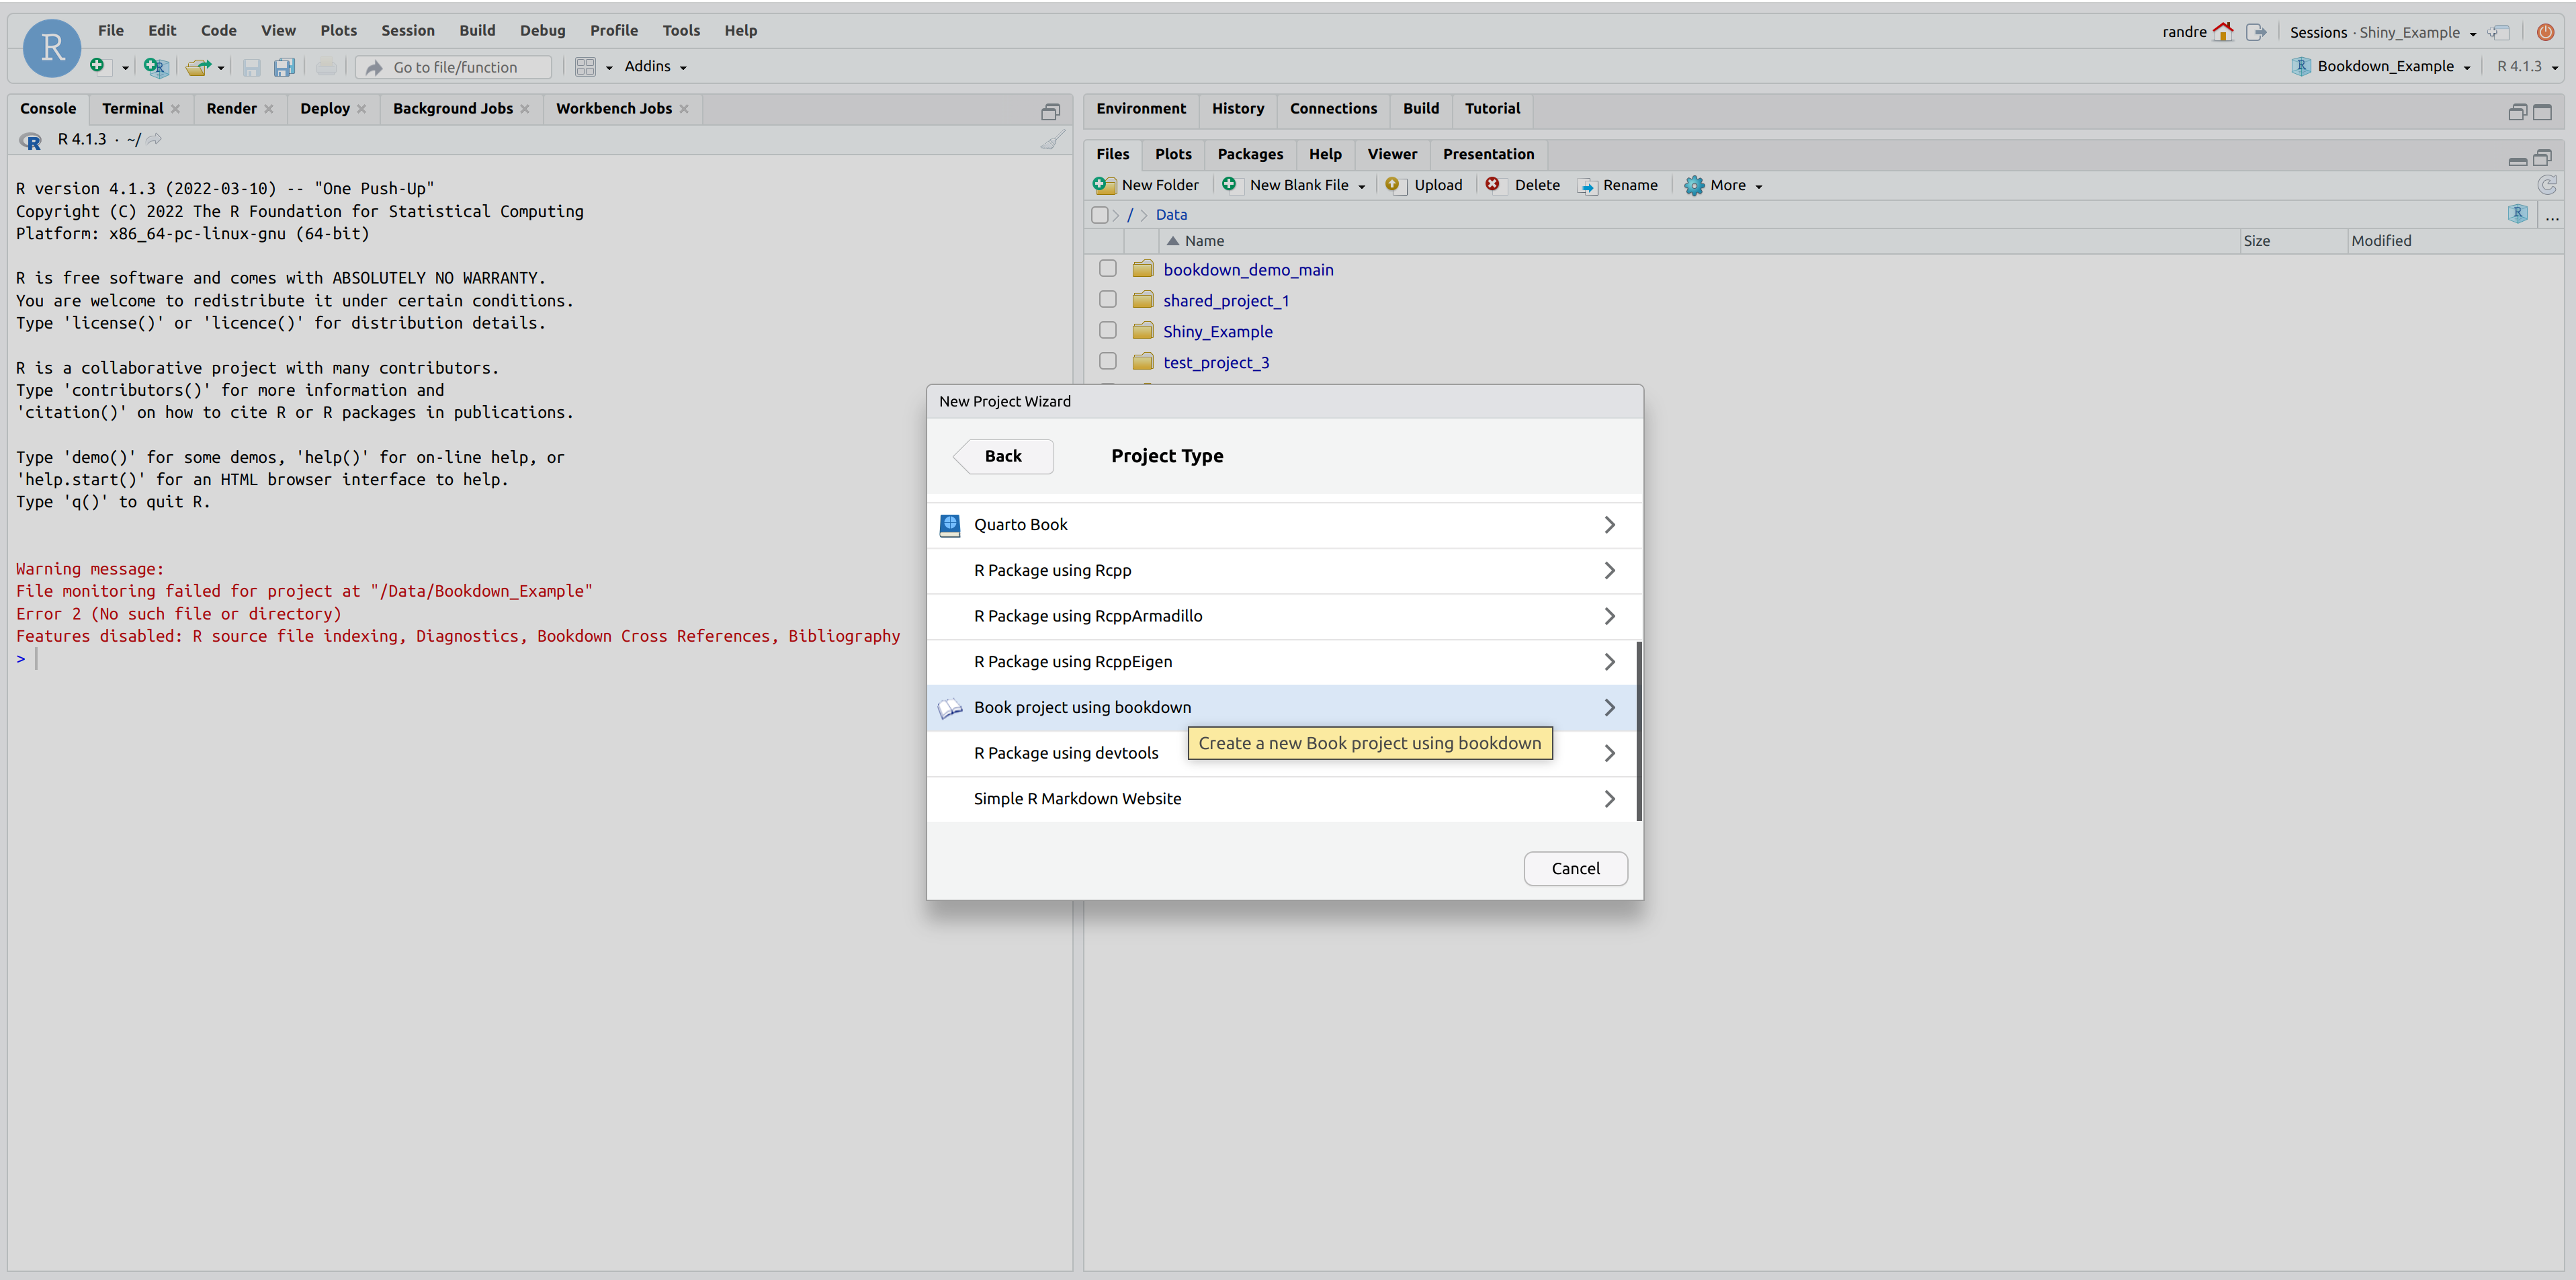 R
File Edit Code View Plots Session Build Debug Profile Tools Help
randre Sessions · Shiny_Example
R Go to file/function Addins
R Bookdown_Example R 4.1.3
Console Terminal Render Deploy Background Jobs Workbench Jobs
R R 4.1.3 · ~/
R version 4.1.3 (2022-03-10) -- "One Push-Up"
Copyright (C) 2022 The R Foundation for Statistical Computing
Platform: x86_64-pc-linux-gnu (64-bit)
R is free software and comes with ABSOLUTELY NO WARRANTY.
You are welcome to redistribute it under certain conditions.
Type 'license()' or 'licence()' for distribution details.
R is a collaborative project with many contributors.
Type 'contributors()' for more information and
'citation()' on how to cite R or R packages in publications.
Type 'demo()' for some demos, 'help()' for on-line help, or
'help.start()' for an HTML browser interface to help.
Type 'q()' to quit R.
Warning message:
File monitoring failed for project at "/Data/Bookdown_Example"
Error 2 (No such file or directory)
Features disabled: R source file indexing, Diagnostics, Bookdown Cross References, Bibliography
>
Environment History Connections Build Tutorial
Files Plots Packages Help Viewer Presentation
New Folder New Blank File Upload Delete Rename More
/ Data R ...
Name Size Modified
bookdown_demo_main
shared_project_1
Shiny_Example
test_project_3
New Project Wizard
Back Project Type
Quarto Book
R Package using Rcpp
R Package using RcppArmadillo
R Package using RcppEigen
Book project using bookdown
Create a new Book project using bookdown
R Package using devtools
Simple R Markdown Website
Cancel